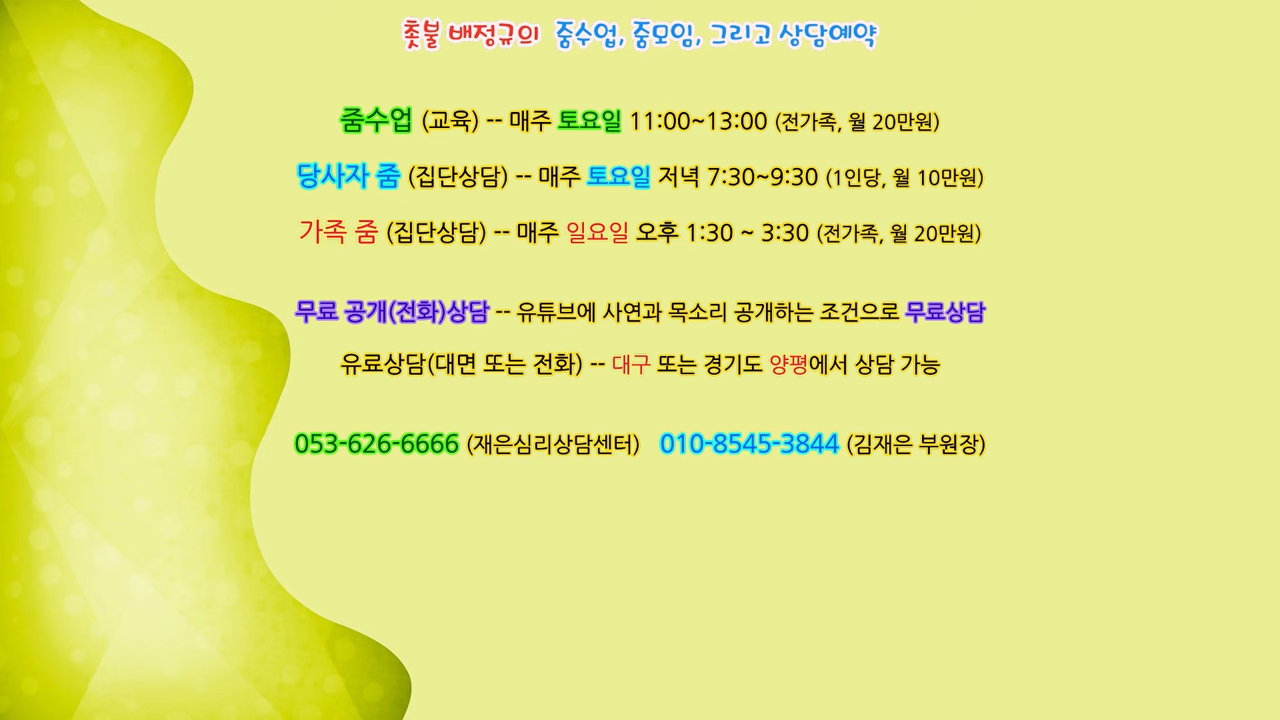 촛불 배정규의 줌수업, 줌모임, 그리고 상담예약
줌수업 (교육) -- 매주 토요일 11:00~13:00 (전가족, 월 20만원)
당사자 줌 (집단상담) -- 매주 토요일 저녁 7:30~9:30 (1인당, 월 10만원)
가족 줌 (집단상담) -- 매주 일요일 오후 1:30 ~ 3:30 (전가족, 월 20만원)
무료 공개(전화)상담 -- 유튜브에 사연과 목소리 공개하는 조건으로 무료상담
유료상담(대면 또는 전화) -- 대구 또는 경기도 양평에서 상담 가능
053-626-6666 (재은심리상담센터) 010-8545-3844 (김재은 부원장)